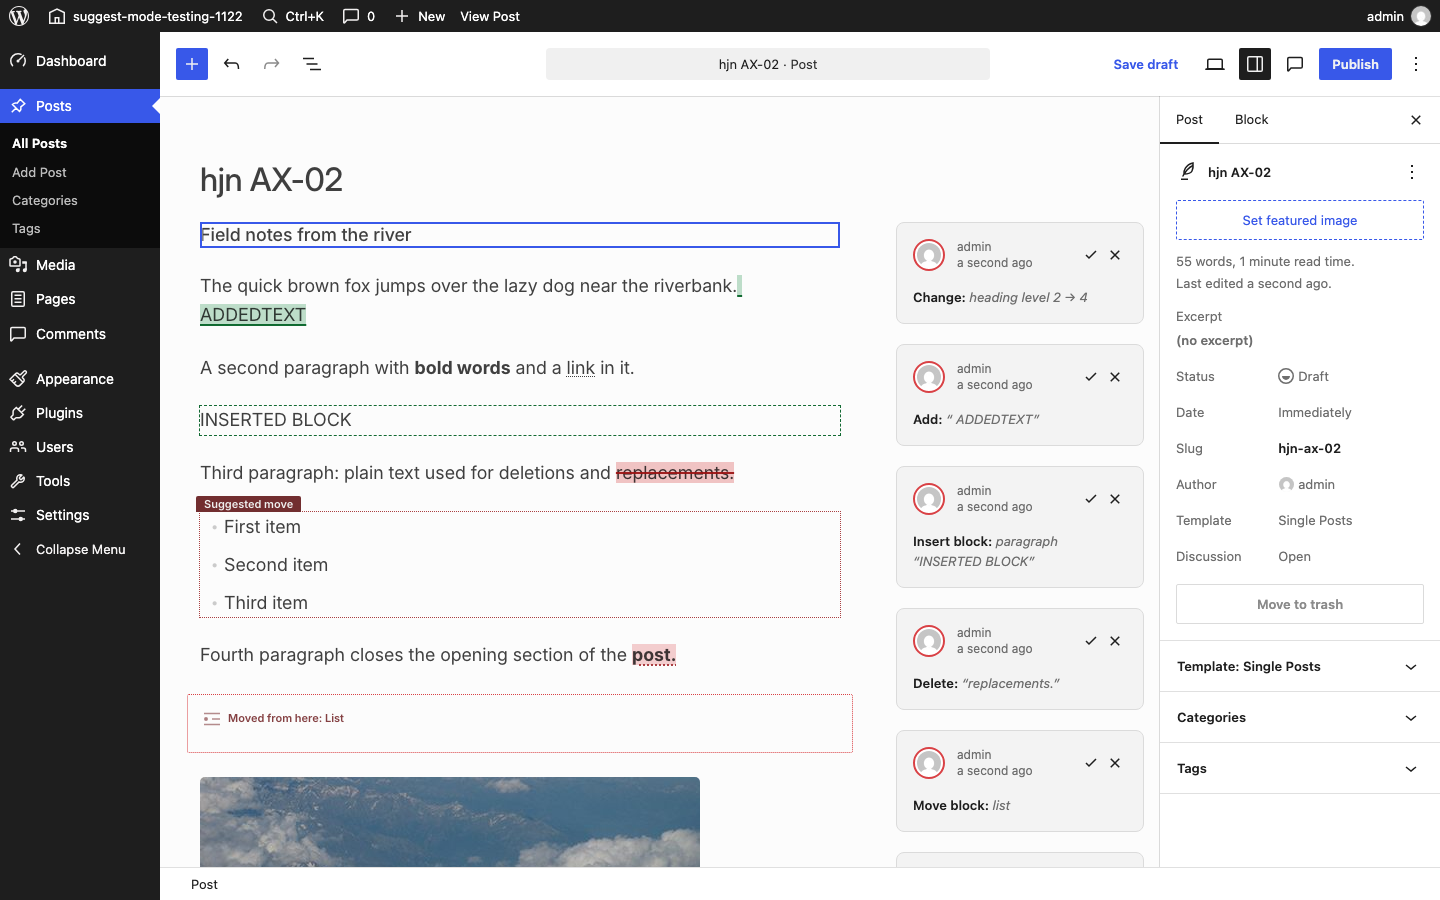 suggest-mode-testing-1122
Ctrl+K
0
New
View Post
admin
Dashboard
Posts
All Posts
Add Post
Categories
Tags
Media
Pages
Comments
Appearance
Plugins
Users
Tools
Settings
Collapse Menu
hjn AX-02 · Post
Save draft
Publish
hjn AX-02
Field notes from the river
The quick brown fox jumps over the lazy dog near the riverbank.
ADDEDTEXT
A second paragraph with bold words and a link in it.
INSERTED BLOCK
Third paragraph: plain text used for deletions and replacements.
Suggested move
First item
Second item
Third item
Fourth paragraph closes the opening section of the post.
Moved from here: List
admin
a second ago
Change: heading level 2 → 4
admin
a second ago
Add: “ ADDEDTEXT”
admin
a second ago
Insert block: paragraph
“INSERTED BLOCK”
admin
a second ago
Delete: “replacements.”
admin
a second ago
Move block: list
Post
Block
hjn AX-02
Set featured image
55 words, 1 minute read time.
Last edited a second ago.
Excerpt
(no excerpt)
Status
Draft
Date
Immediately
Slug
hjn-ax-02
Author
admin
Template
Single Posts
Discussion
Open
Move to trash
Template: Single Posts
Categories
Tags
Post